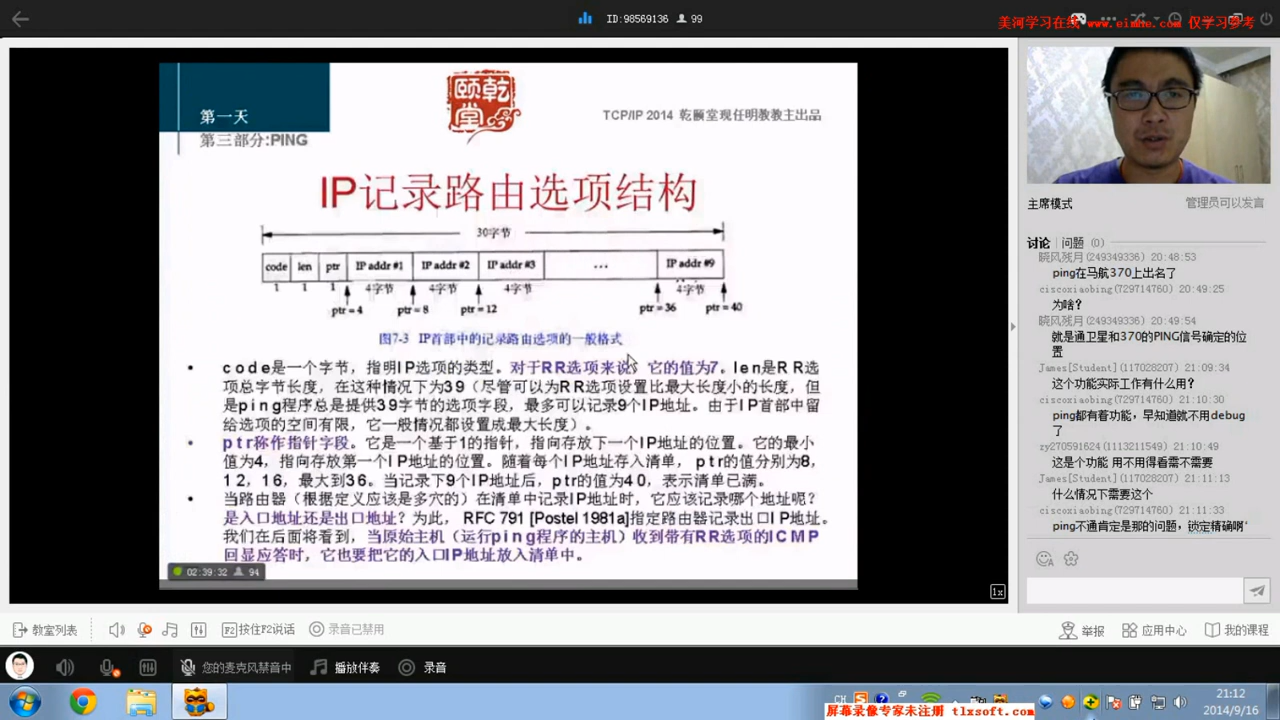 ID:98569136 99
美河学习在线 www.eimhe.com 仅学习参考
第一天
第三部分:PING
乾颐堂
TCP/IP 2014 乾颐堂现任明教教主出品
IP记录路由选项结构
30字节
code len ptr IP addr #1 IP addr #2 IP addr #3 ... IP addr #9
1 1 1 4字节 4字节 4字节 4字节
ptr=4 ptr=8 ptr=12 ptr=36 ptr=40
图7-3 IP首部中的记录路由选项的一般格式
• code是一个字节，指明IP选项的类型。对于RR选项来说，它的值为7。len是RR选
项总字节长度，在这种情况下为39（尽管可以为RR选项设置比最大长度小的长度，但
是ping程序总是提供39字节的选项字段，最多可以记录9个IP地址。由于IP首部中留
给选项的空间有限，它一般情况都设置成最大长度）。
• ptr称作指针字段。它是一个基于1的指针，指向存放下一个IP地址的位置。它的最小
值为4，指向存放第一个IP地址的位置。随着每个IP地址存入清单，ptr的值分别为8，
12，16，最大到36。当记录下9个IP地址后，ptr的值为40，表示清单已满。
• 当路由器（根据定义应该是多穴的）在清单中记录IP地址时，它应该记录哪个地址呢？
是入口地址还是出口地址？为此，RFC 791 [Postel 1981a]指定路由器记录出口IP地址。
我们在后面将看到，当原始主机（运行ping程序的主机）收到带有RR选项的ICMP
回显应答时，它也要把它的入口IP地址放入清单中。
02:39:32 94
1x
主席模式 管理员可以发言
讨论 问题 (0)
晓风残月(249349336) 20:48:53
ping在马航370上出名了
ciscoxiaobing(729714760) 20:49:25
为啥?
晓风残月(249349336) 20:49:54
就是通卫星和370的PING信号确定的位
置
James[Student](117028207) 21:09:34
这个功能实际工作有什么用?
ciscoxiaobing(729714760) 21:10:30
ping都有着功能，早知道就不用debug
了
zy270591624(1113211549) 21:10:49
这是个功能 用不用得看需不需要
James[Student](117028207) 21:11:13
什么情况下需要这个
ciscoxiaobing(729714760) 21:11:33
ping不通肯定是那的问题，锁定精确啊
教室列表 F2 按住F2说话 录音已禁用 举报 应用中心 我的课程
您的麦克风禁音中 播放伴奏 录音
CH
21:12
2014/9/16
屏幕录像专家未注册 tlxsoft.com